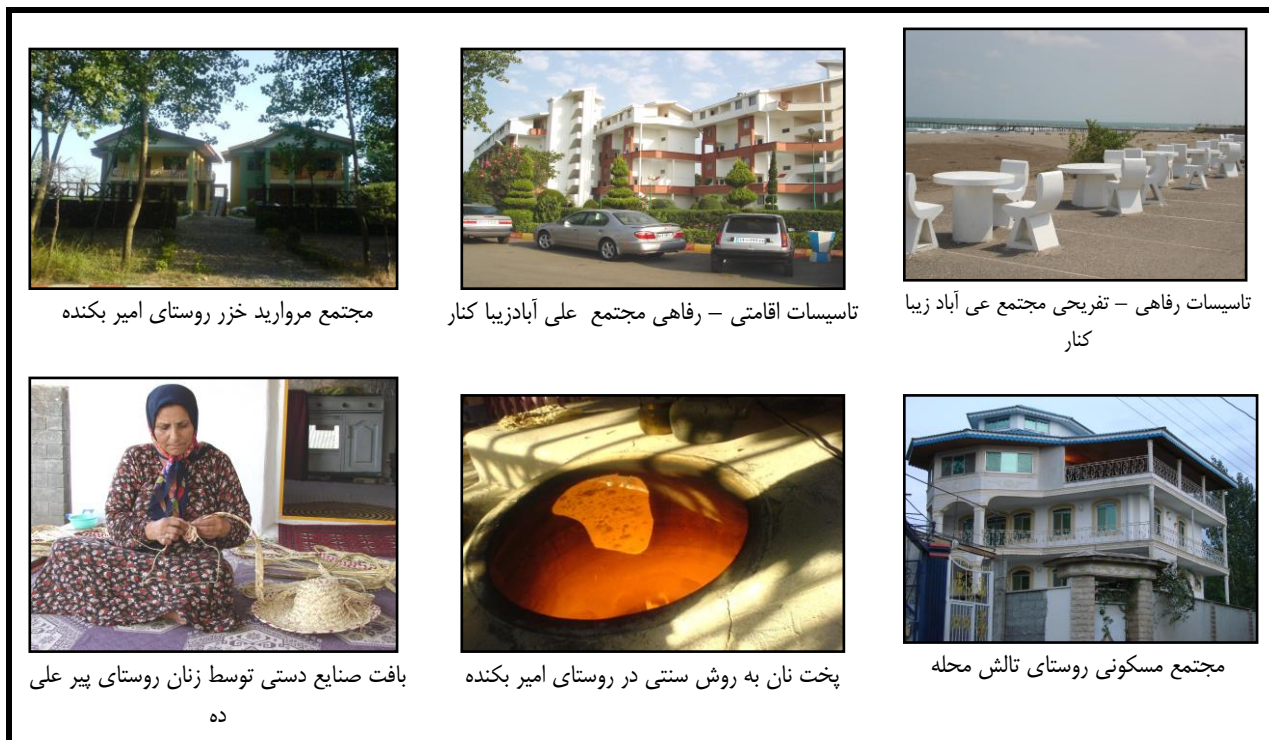 تاسیسات رفاهی – تفریحی مجتمع عی آباد زیبا
کنار
تاسیسات اقامتی – رفاهی مجتمع علی آبادزیبا کنار
مجتمع مروارید خزر روستای امیر بکنده
مجتمع مسکونی روستای تالش محله
پخت نان به روش سنتی در روستای امیر بکنده
بافت صنایع دستی توسط زنان روستای پیر علی
ده